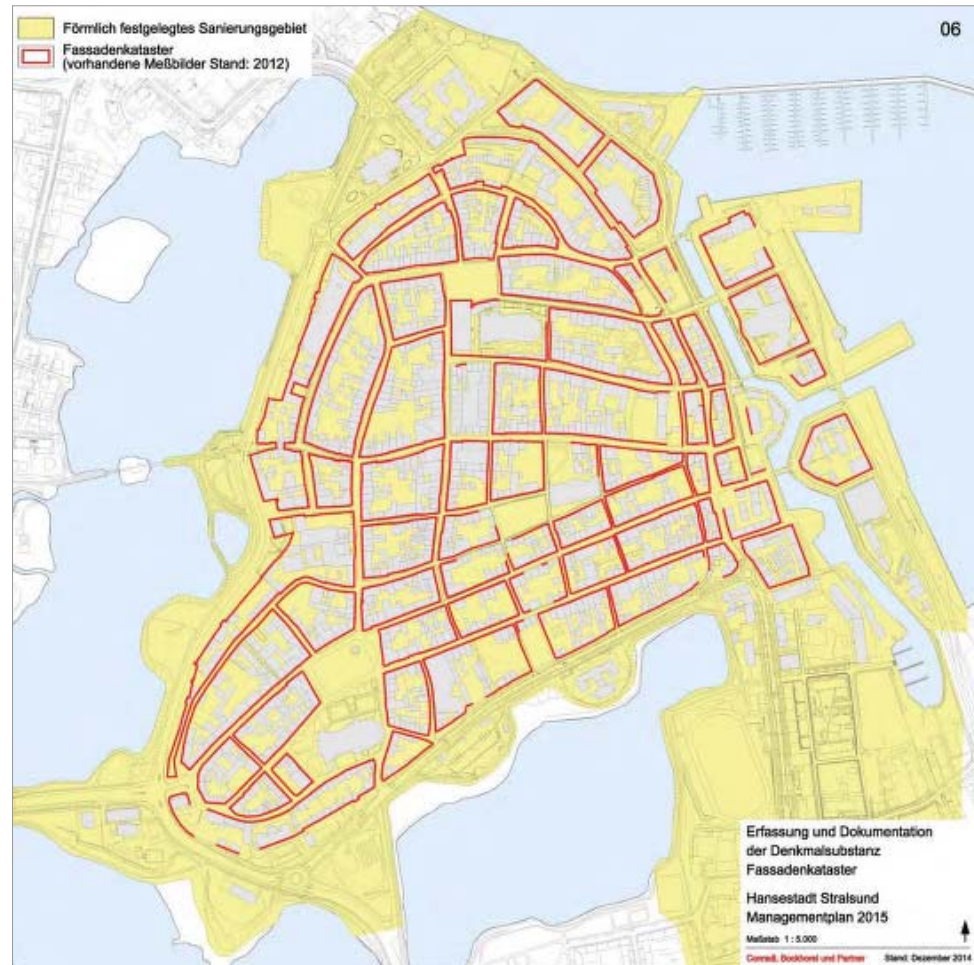 Förmlich festgelegtes Sanierungsgebiet
Fassadenkataster
(vorhandene Meßbilder Stand: 2012)
06
Erfassung und Dokumentation
der Denkmalsubstanz
Fassadenkataster
Hansestadt Stralsund
Managementplan 2015
Maßstab 1 : 5.000
Conradi, Bockhorst und Partner Stand: Dezember 2014